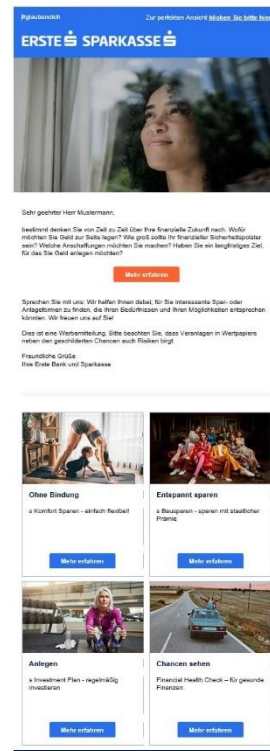 #glaubandich
Zur perfekten Ansicht klicken Sie bitte hier
ERSTE SPARKASSE
Sehr geehrter Herr Mustermann,
bestimmt denken Sie von Zeit zu Zeit über Ihre finanzielle Zukunft nach. Wofür
möchten Sie Geld zur Seite legen? Wie groß sollte Ihr finanzieller Sicherheitspolster
sein? Welche Anschaffungen möchten Sie machen? Haben Sie ein langfristiges Ziel,
für das Sie Geld anlegen möchten?
Mehr erfahren
Sprechen Sie mit uns: Wir helfen Ihnen dabei, für Sie interessante Spar- oder
Anlageformen zu finden, die Ihren Bedürfnissen und Ihren Möglichkeiten entsprechen
könnten. Wir freuen uns auf Sie!
Dies ist eine Werbemitteilung. Bitte beachten Sie, dass Veranlagen in Wertpapiere
neben den geschilderten Chancen auch Risiken birgt.
Freundliche Grüße
Ihre Erste Bank und Sparkasse
Ohne Bindung
s Komfort Sparen - einfach flexibel!
Mehr erfahren
Entspannt sparen
s Bausparen - sparen mit staatlicher
Prämie
Mehr erfahren
Anlegen
s Investment Plan - regelmäßig
investieren
Mehr erfahren
Chancen sehen
Financial Health Check – für gesunde
Finanzen
Mehr erfahren